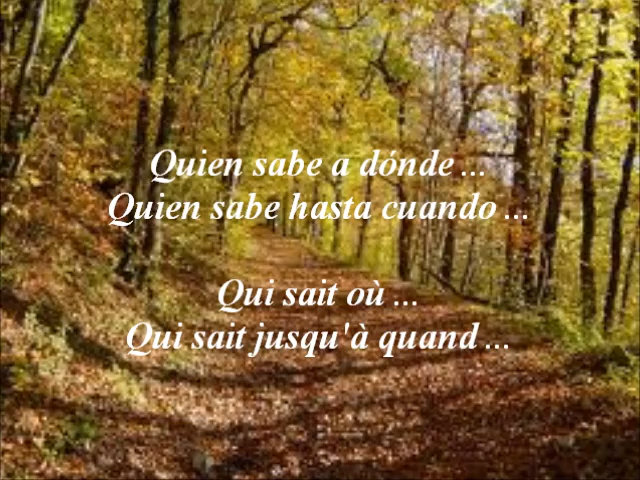 Quien sabe a dónde ...
Quien sabe hasta cuando ...
Qui sait où ...
Qui sait jusqu'à quand ...